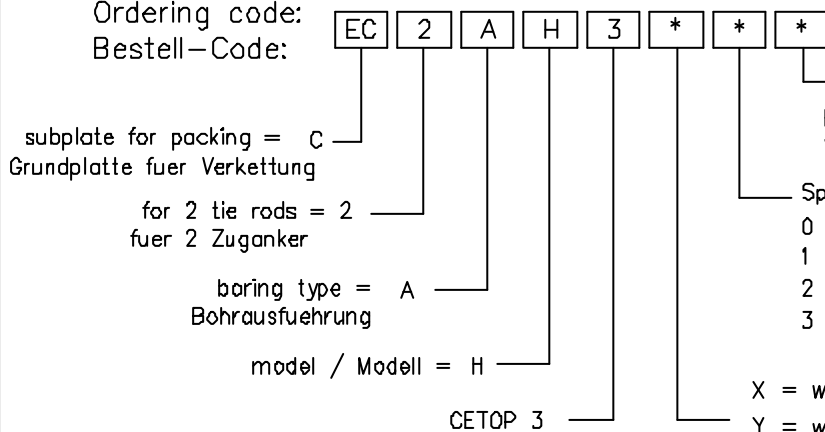 Ordering code:
Bestell-Code:
EC 2 A H 3 * * *
subplate for packing = C
Grundplatte fuer Verkettung
for 2 tie rods = 2
fuer 2 Zuganker
boring type = A
Bohrausfuehrung
model / Modell = H
CETOP 3
Sp
0
1
2
3
X = w
Y = w